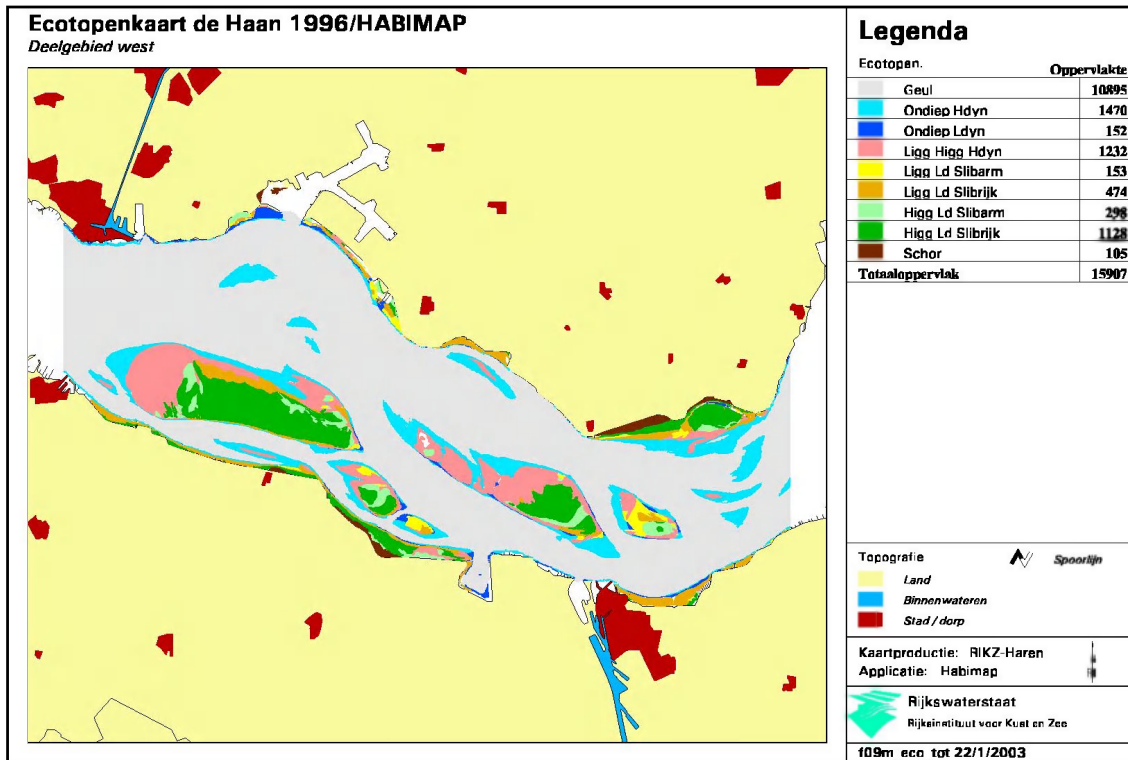 Ecotopenkaart de Haan 1996/HABIMAP
Deelgebied west
Legenda
Ecotopen. Oppervlakte
Geul 10895
Ondiep Hdyn 1470
Ondiep Ldyn 152
Ligg Higg Hdyn 1232
Ligg Ld Slibarm 153
Ligg Ld Slibrijk 474
Higg Ld Slibarm 298
Higg Ld Slibrijk 1128
Schor 105
Totaaloppervlak 15907
Topografie Spoorlijn
Land
Binnenwateren
Stad / dorp
Kaartproductie: RIKZ-Haren
Applicatie: Habimap
Rijkswaterstaat
Rijksinstituut voor Kust en Zee
f09m eco tot 22/1/2003